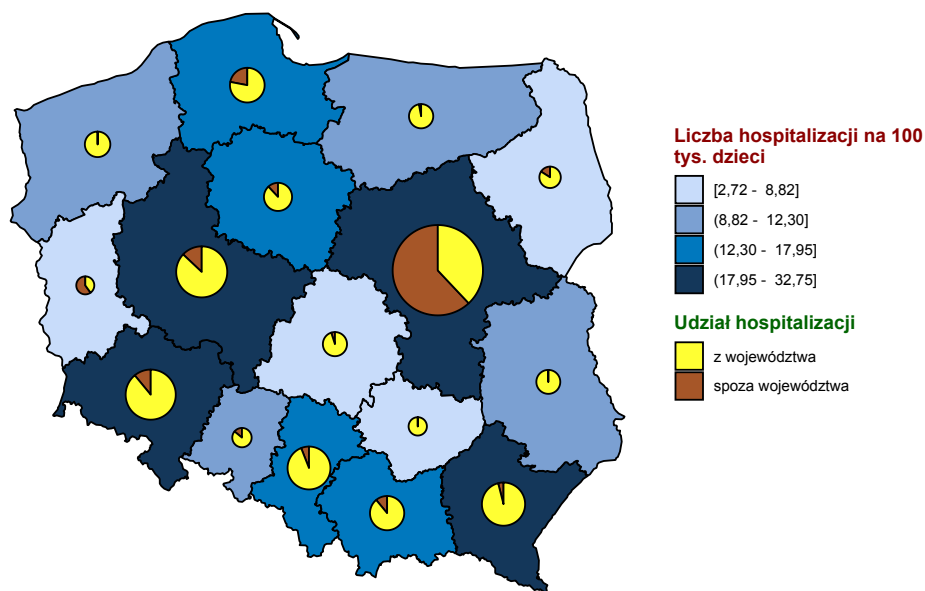 Liczba hospitalizacji na 100
tys. dzieci
[2,72 - 8,82]
(8,82 - 12,30]
(12,30 - 17,95]
(17,95 - 32,75]
Udział hospitalizacji
z województwa
spoza województwa